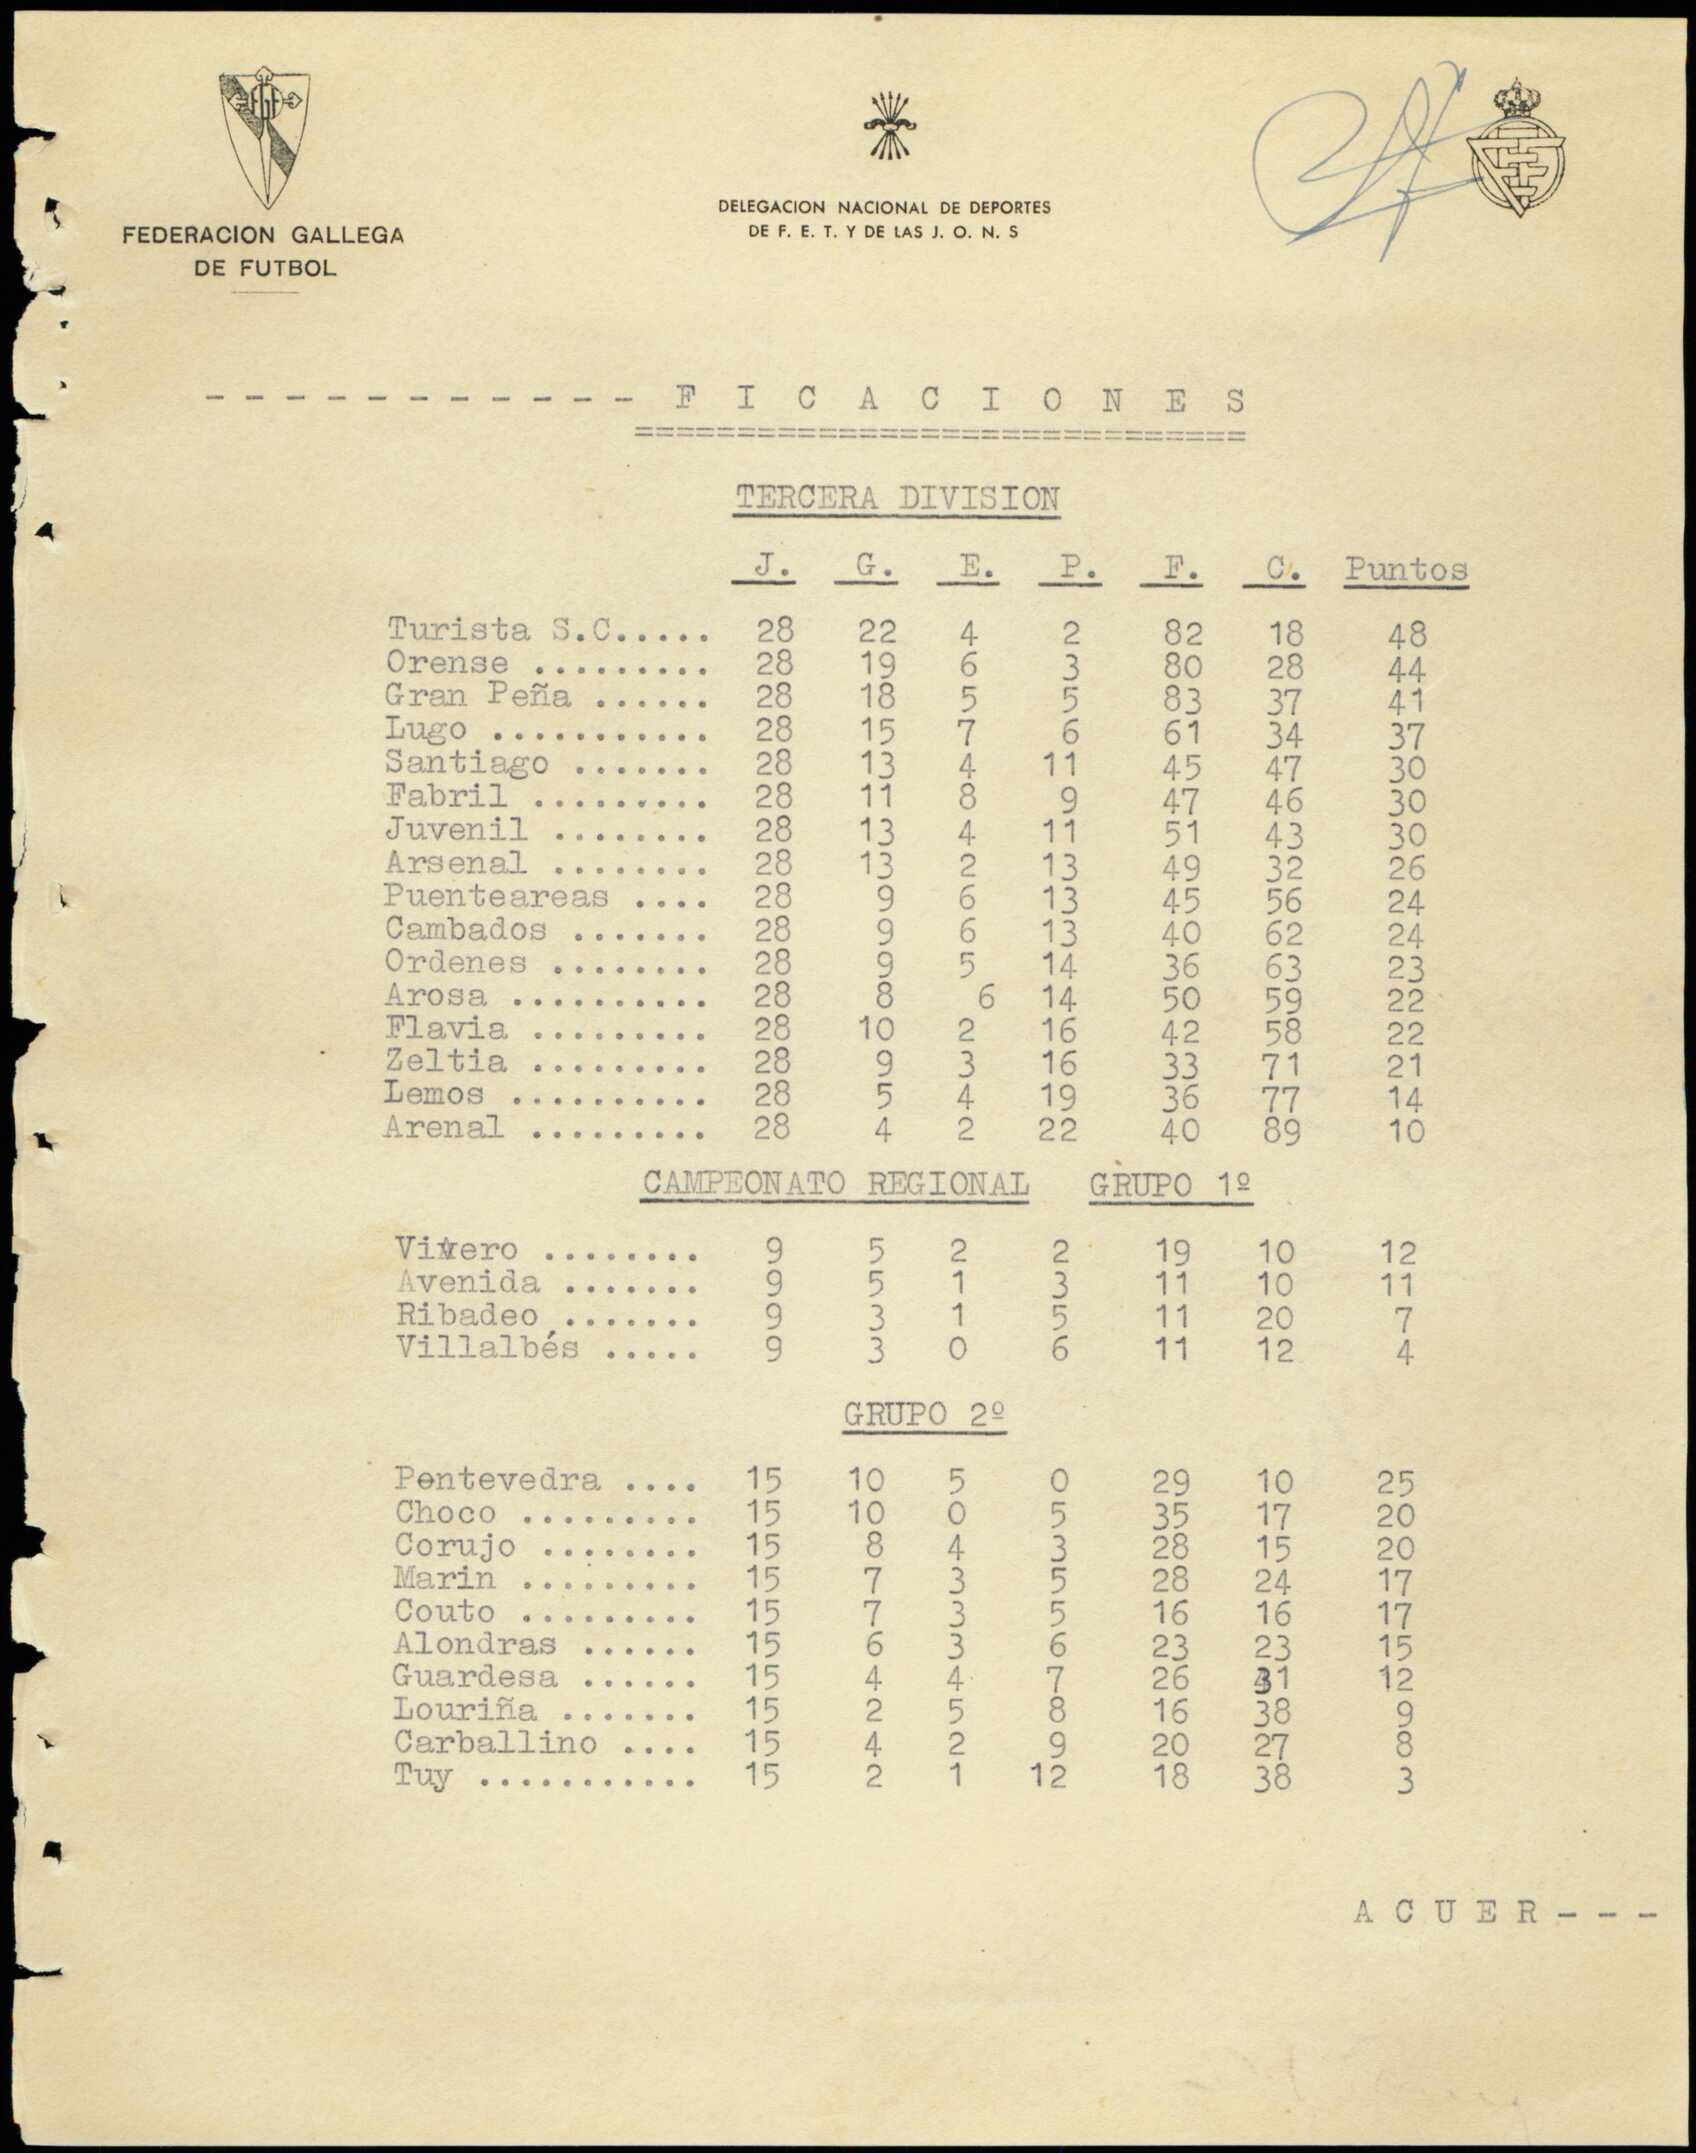 FGF
FEDERACION GALLEGA
DE FUTBOL
DELEGACION NACIONAL DE DEPORTES
DE F. E. T. Y DE LAS J. O. N. S
- - - - - - - - - - - F I C A C I O N E S
==============================
TERCERA DIVISION
J. G. E. P. F. C. Puntos
Turista S.C..... 28 22 4 2 82 18 48
Orense ......... 28 19 6 3 80 28 44
Gran Peña ...... 28 18 5 5 83 37 41
Lugo ........... 28 15 7 6 61 34 37
Santiago ....... 28 13 4 11 45 47 30
Fabril ......... 28 11 8 9 47 46 30
Juvenil ........ 28 13 4 11 51 43 30
Arsenal ........ 28 13 2 13 49 32 26
Puenteareas .... 28 9 6 13 45 56 24
Cambados ....... 28 9 6 13 40 62 24
Ordenes ........ 28 9 5 14 36 63 23
Arosa .......... 28 8 6 14 50 59 22
Flavia ......... 28 10 2 16 42 58 22
Zeltia ......... 28 9 3 16 33 71 21
Lemos .......... 28 5 4 19 36 77 14
Arenal ......... 28 4 2 22 40 89 10
CAMPEONATO REGIONAL GRUPO 1º
Vivero ........ 9 5 2 2 19 10 12
Avenida ....... 9 5 1 3 11 10 11
Ribadeo ....... 9 3 1 5 11 20 7
Villalbés ..... 9 3 0 6 11 12 4
GRUPO 2º
Pontevedra .... 15 10 5 0 29 10 25
Choco ......... 15 10 0 5 35 17 20
Corujo ........ 15 8 4 3 28 15 20
Marin ......... 15 7 3 5 28 24 17
Couto ......... 15 7 3 5 16 16 17
Alondras ...... 15 6 3 6 23 23 15
Guardesa ...... 15 4 4 7 26 31 12
Louriña ....... 15 2 5 8 16 38 9
Carballino .... 15 4 2 9 20 27 8
Tuy ........... 15 2 1 12 18 38 3
A C U E R - - -